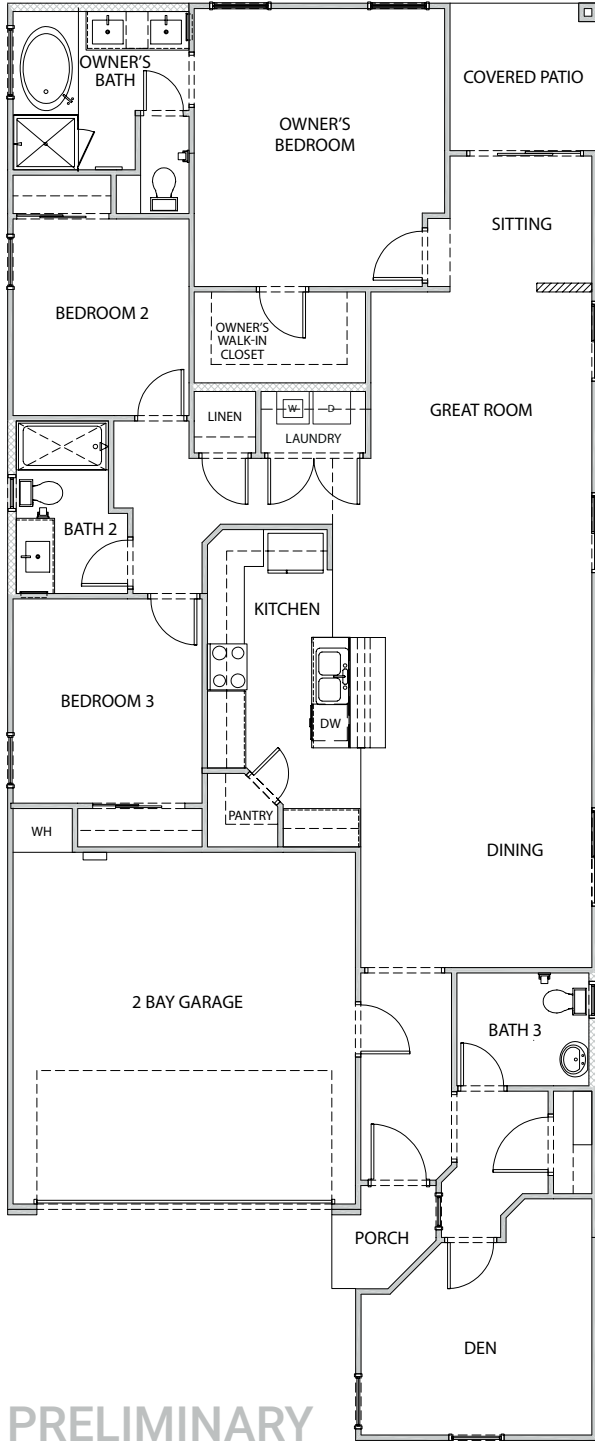 OWNER'S
BATH
OWNER'S
BEDROOM
COVERED PATIO
SITTING
BEDROOM 2
OWNER'S
WALK-IN
CLOSET
GREAT ROOM
LINEN
W
D
LAUNDRY
BATH 2
KITCHEN
BEDROOM 3
DW
PANTRY
WH
DINING
2 BAY GARAGE
BATH 3
PORCH
DEN
PRELIMINARY